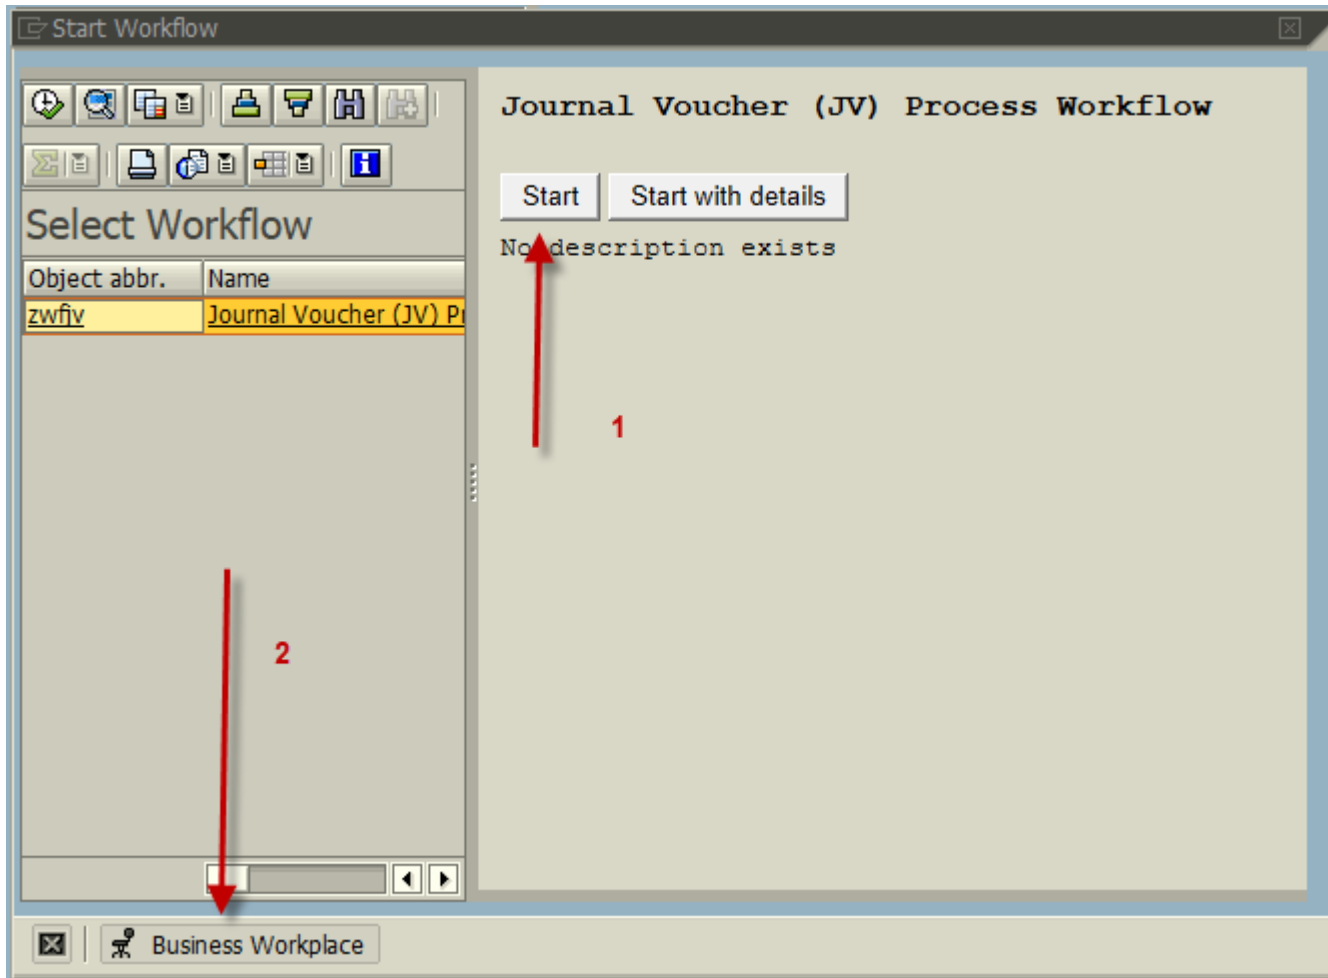 Start Workflow
Journal Voucher (JV) Process Workflow
Start
Start with details
No description exists
Select Workflow
Object abbr.
Name
zwfjv
Journal Voucher (JV)
1
2
Business Workplace